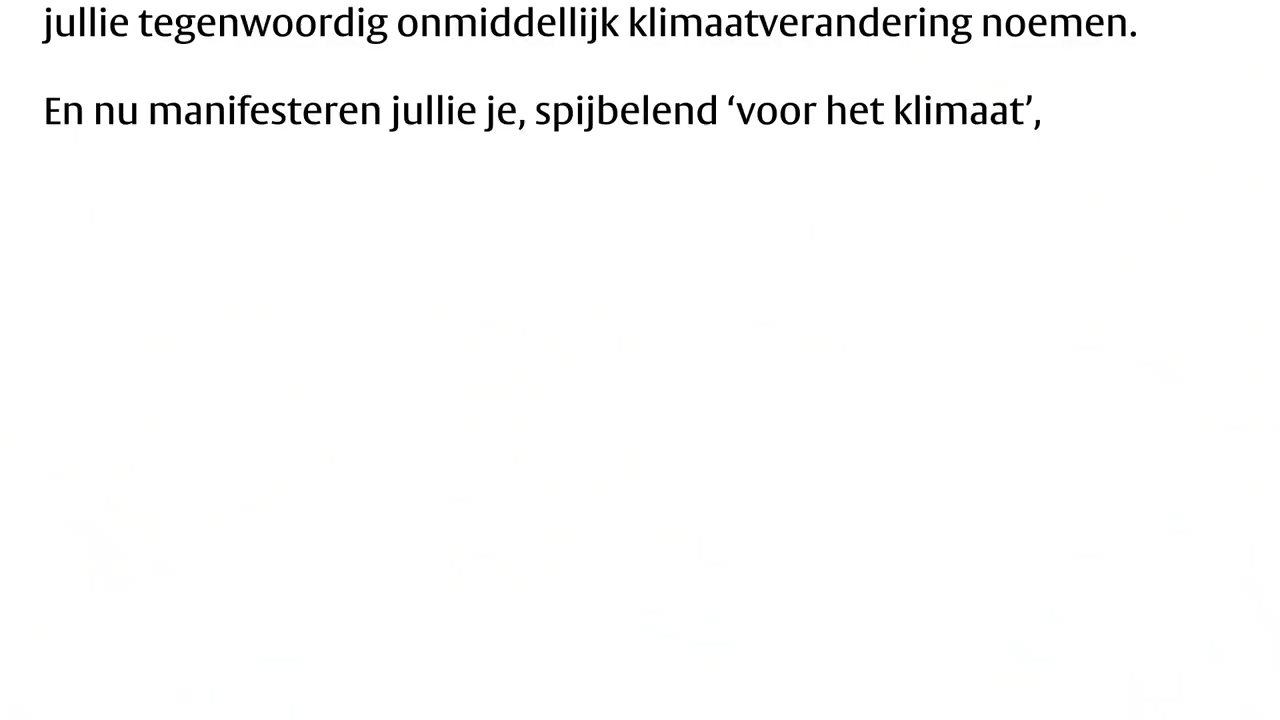 jullie tegenwoordig onmiddellijk klimaatverandering noemen.
En nu manifesteren jullie je, spijbelend ‘voor het klimaat’,